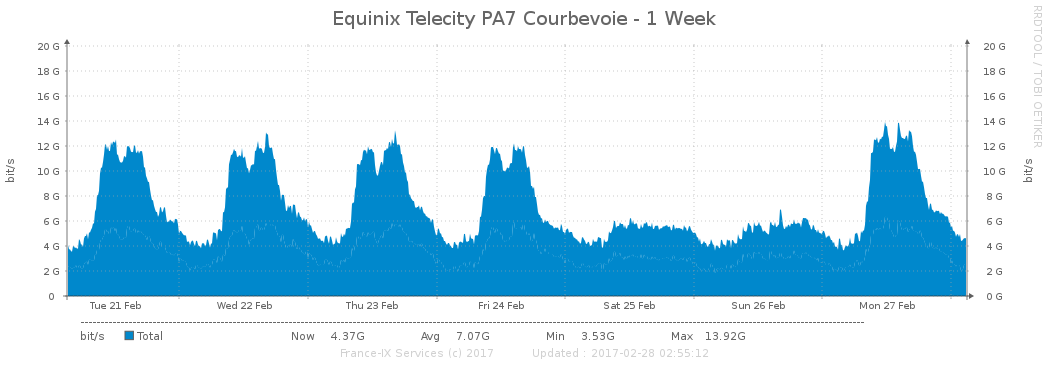 Equinix Telecity PA7 Courbevoie - 1 Week
RRDTOOL / TOBI OETIKER
bit/s
20 G
18 G
16 G
14 G
12 G
10 G
8 G
6 G
4 G
2 G
0
20 G
18 G
16 G
14 G
12 G
10 G
8 G
6 G
4 G
2 G
0 G
bit/s
Tue 21 Feb Wed 22 Feb Thu 23 Feb Fri 24 Feb Sat 25 Feb Sun 26 Feb Mon 27 Feb
bit/s Total Now 4.37G Avg 7.07G Min 3.53G Max 13.92G
France-IX Services (c) 2017 Updated : 2017-02-28 02:55:12